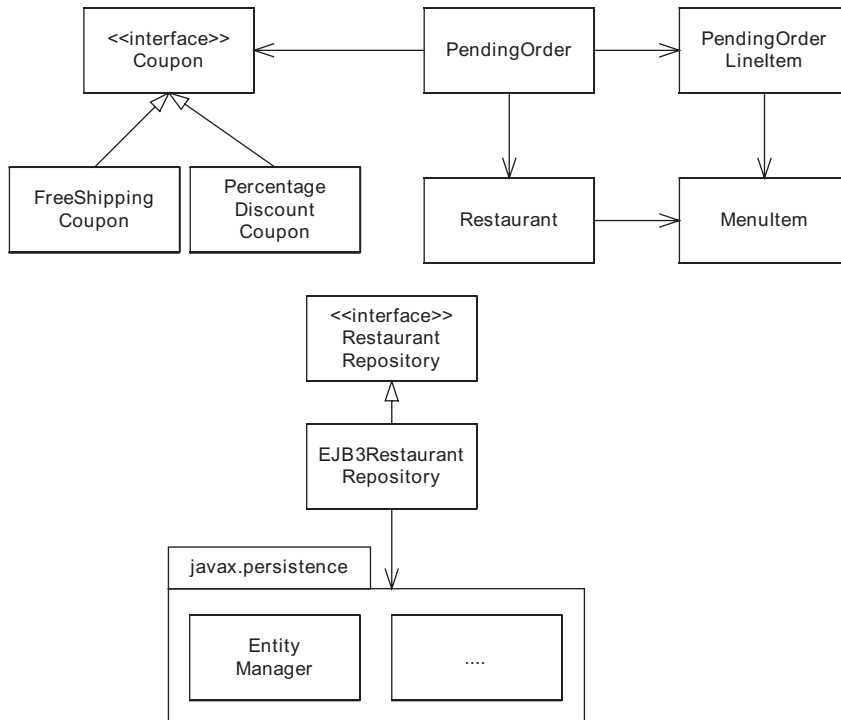 <<interface>>
Coupon
PendingOrder
PendingOrder
LineItem
FreeShipping
Coupon
Percentage
Discount
Coupon
Restaurant
MenuItem
<<interface>>
Restaurant
Repository
EJB3Restaurant
Repository
javax.persistence
Entity
Manager
....